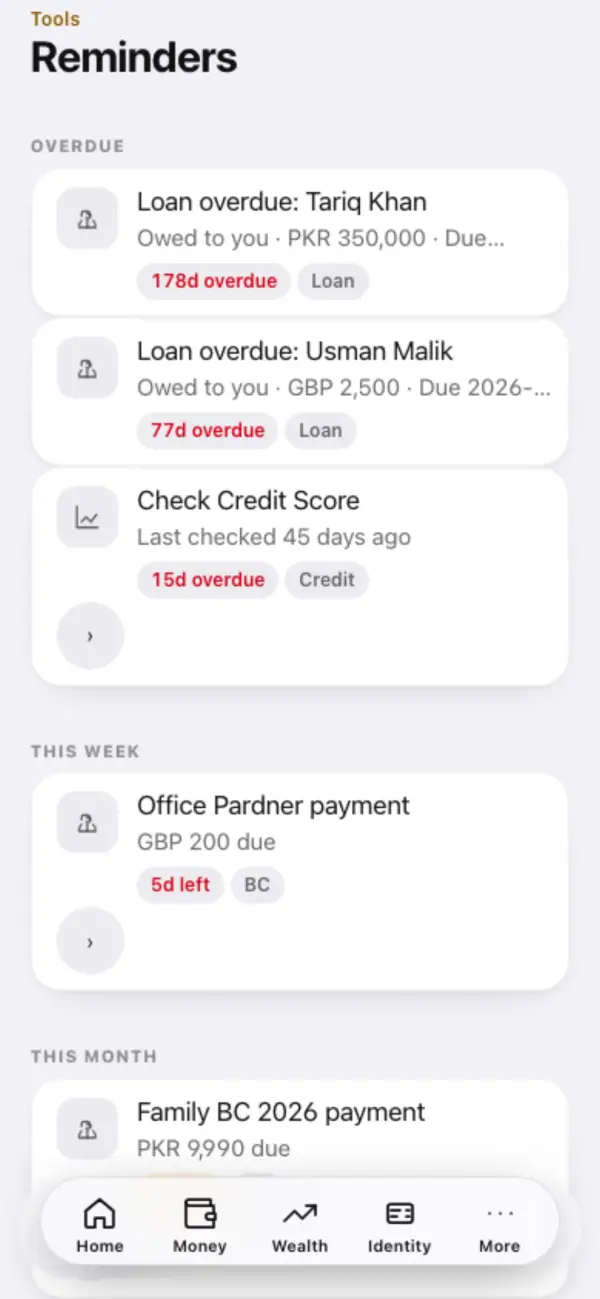 Tools
Reminders
OVERDUE
Loan overdue: Tariq Khan
Owed to you · PKR 350,000 · Due...
178d overdue
Loan
Loan overdue: Usman Malik
Owed to you · GBP 2,500 · Due 2026-...
77d overdue
Loan
Check Credit Score
Last checked 45 days ago
15d overdue
Credit
›
THIS WEEK
Office Pardner payment
GBP 200 due
5d left
BC
›
THIS MONTH
Family BC 2026 payment
PKR 9,990 due
Home
Money
Wealth
Identity
More